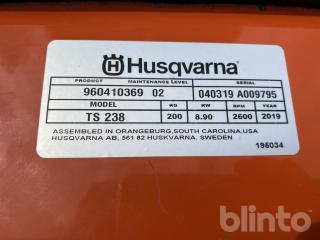 Husqvarna
PRODUCT MAINTENANCE LEVEL SERIAL
960410369 02 040319 A009795
MODEL KG KW RPM YEAR
TS 238 200 8.90 2600 2019
ASSEMBLED IN ORANGEBURG, SOUTH CAROLINA, USA
HUSQVARNA AB, 561 82 HUSKVARNA, SWEDEN
195034
blinto